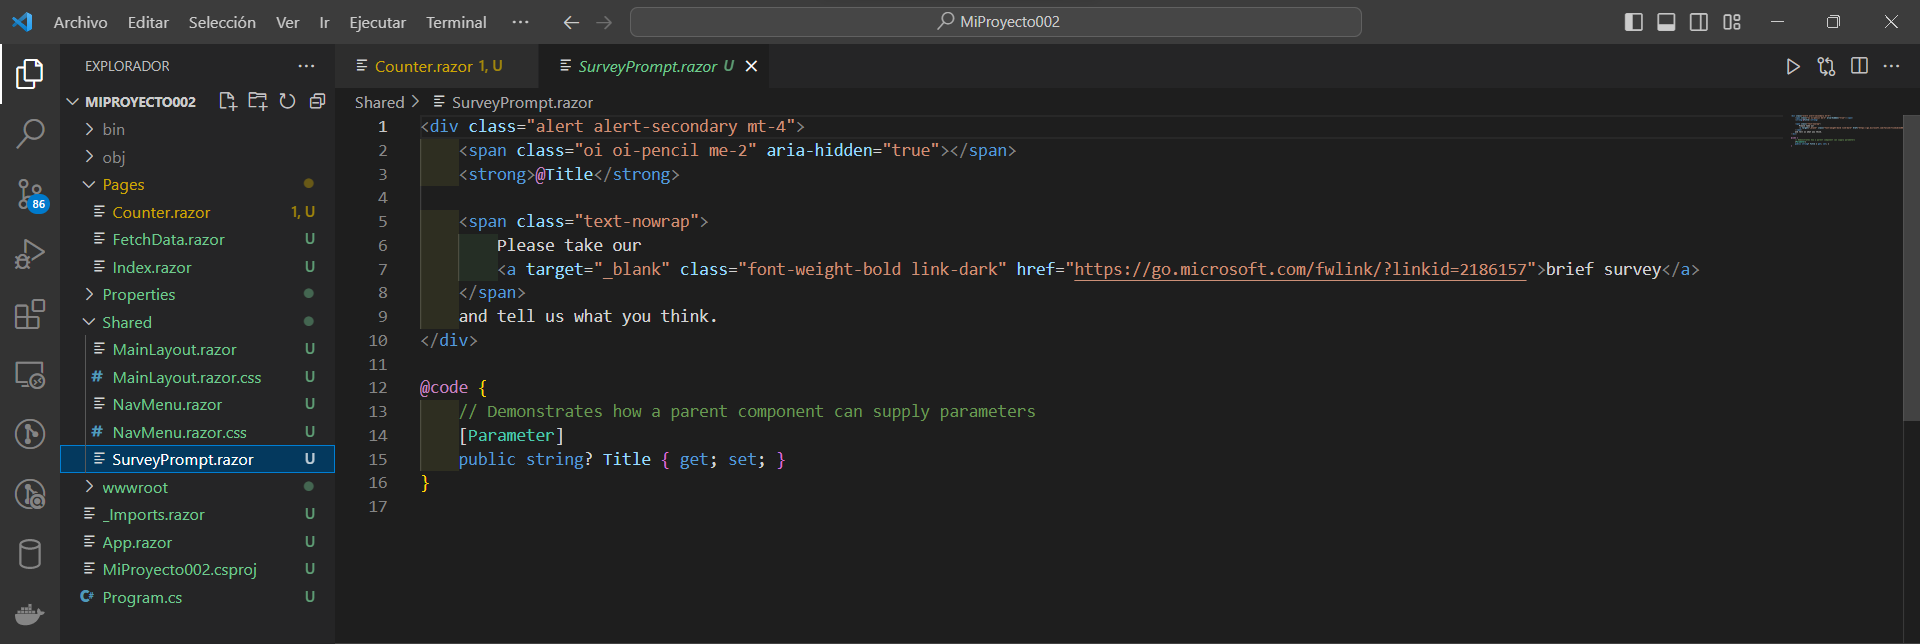 Archivo Editar Selección Ver Ir Ejecutar Terminal ··· MiProyecto002
EXPLORADOR ···
MIPROYECTO002
bin
obj
Pages
Counter.razor 1, U
FetchData.razor U
Index.razor U
Properties
Shared
MainLayout.razor U
# MainLayout.razor.css U
NavMenu.razor U
# NavMenu.razor.css U
SurveyPrompt.razor U
wwwroot
_Imports.razor U
App.razor U
MiProyecto002.csproj U
C# Program.cs U
86
Counter.razor 1, U
SurveyPrompt.razor U
Shared > SurveyPrompt.razor
1 <div class="alert alert-secondary mt-4">
2 <span class="oi oi-pencil me-2" aria-hidden="true"></span>
3 <strong>@Title</strong>
4
5 <span class="text-nowrap">
6 Please take our
7 <a target="_blank" class="font-weight-bold link-dark" href="https://go.microsoft.com/fwlink/?linkid=2186157">brief survey</a>
8 </span>
9 and tell us what you think.
10 </div>
11
12 @code {
13 // Demonstrates how a parent component can supply parameters
14 [Parameter]
15 public string? Title { get; set; }
16 }
17